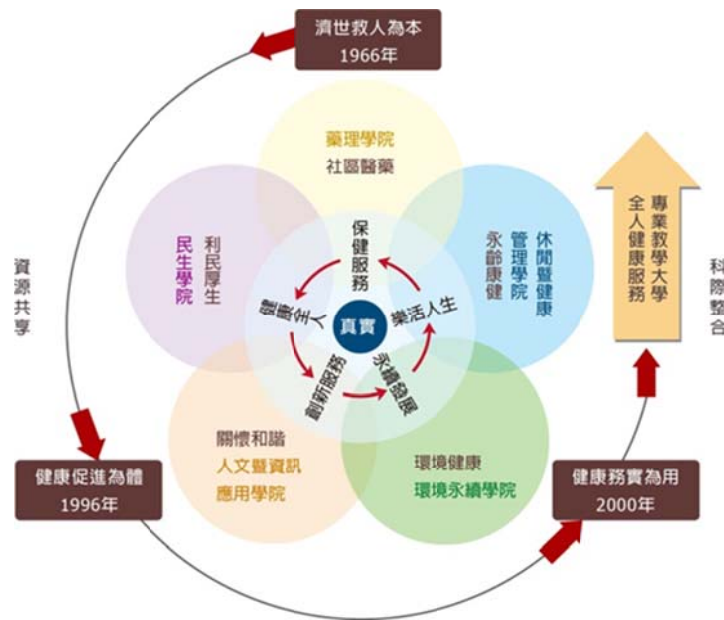 濟世救人為本
1966年
藥理學院
社區醫藥
利民厚生
民生學院
休閒暨健康
管理學院
永齡康健
專業教學大學
全人健康服務
資源共享
科際整合
保健服務
健康全人
真實
樂活人生
創新服務
永續發展
關懷和諧
人文暨資訊
應用學院
環境健康
環境永續學院
健康促進為體
1996年
健康務實為用
2000年